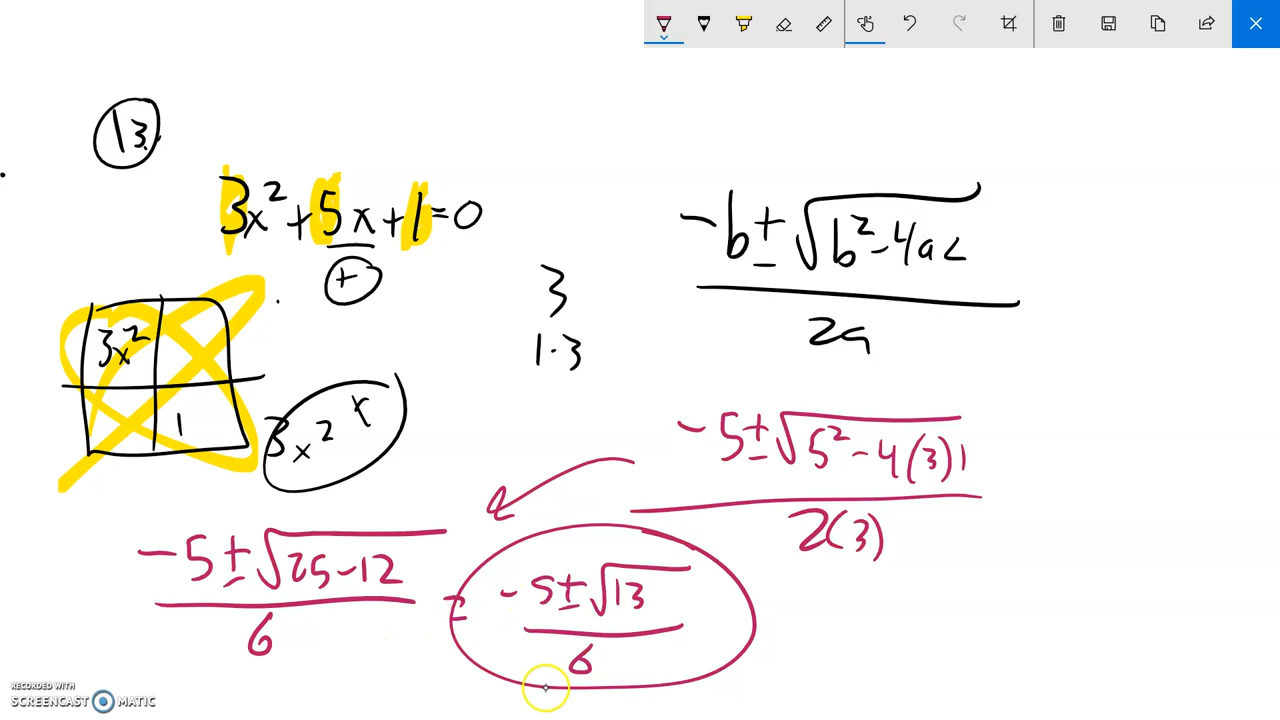 13.
3x² + 5x + 1 = 0
+
3
1·3
-b ± √(b² - 4ac)
2a
3x²
1
3x² +
-5 ± √(5² - 4(3)1)
2(3)
-5 ± √(25-12)
6
= -5 ± √13
6
RECORDED WITH
SCREENCAST MATIC